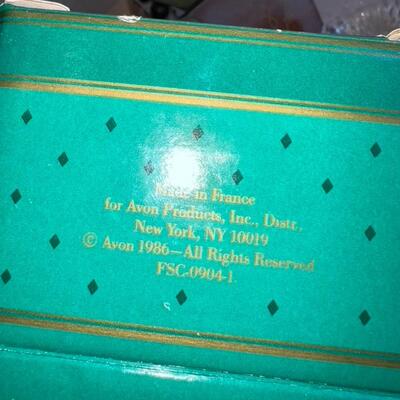 Made in France
for Avon Products, Inc., Distr.,
New York, NY 10019
© Avon 1986—All Rights Reserved
FSC-0904-1